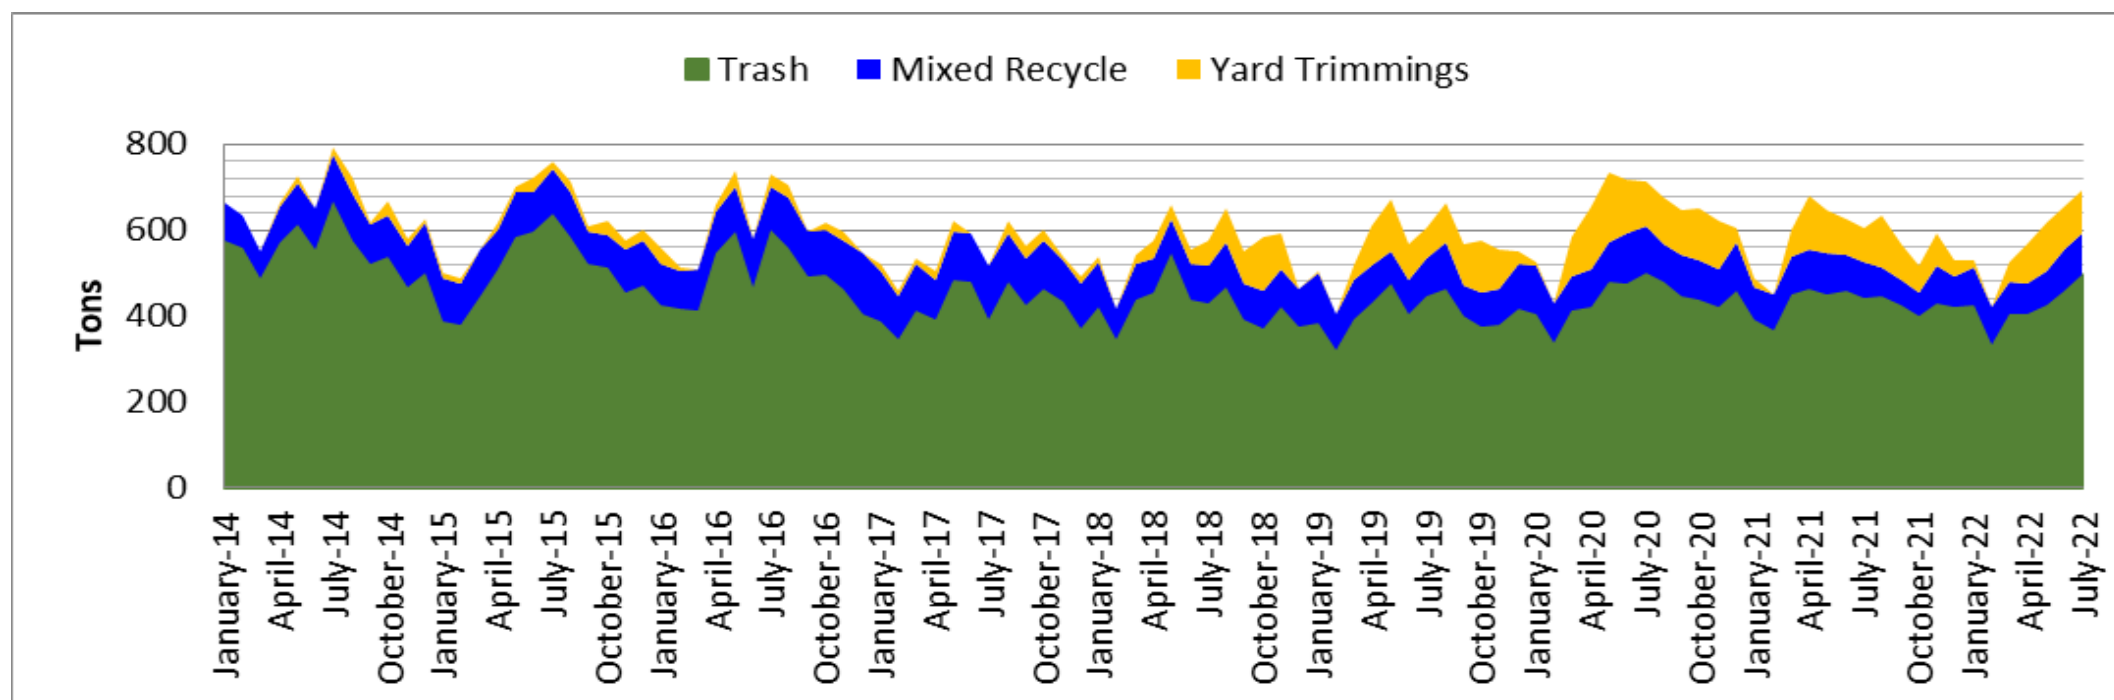 Trash Mixed Recycle Yard Trimmings
800
600
400
200
0
Tons
January-14
April-14
July-14
October-14
January-15
April-15
July-15
October-15
January-16
April-16
July-16
October-16
January-17
April-17
July-17
October-17
January-18
April-18
July-18
October-18
January-19
April-19
July-19
October-19
January-20
April-20
July-20
October-20
January-21
April-21
July-21
October-21
January-22
April-22
July-22